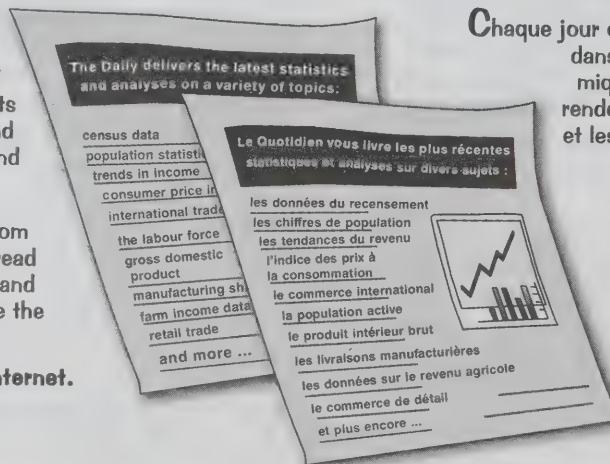 ts
nd
nd
om
ead
and
e the
ternet.
The Daily delivers the latest statistics
and analyses on a variety of topics:
census data
population statisti
trends in income
consumer price in
international trade
the labour force
gross domestic
product
manufacturing sh
farm income data
retail trade
and more ...
Le Quotidien vous livre les plus récentes
statistiques et analyses sur divers sujets :
les données du recensement
les chiffres de population
les tendances du revenu
l'indice des prix à
la consommation
le commerce international
la population active
le produit intérieur brut
les livraisons manufacturières
les données sur le revenu agricole
le commerce de détail
et plus encore ...
Chaque jour
dans
miq
rende
et les